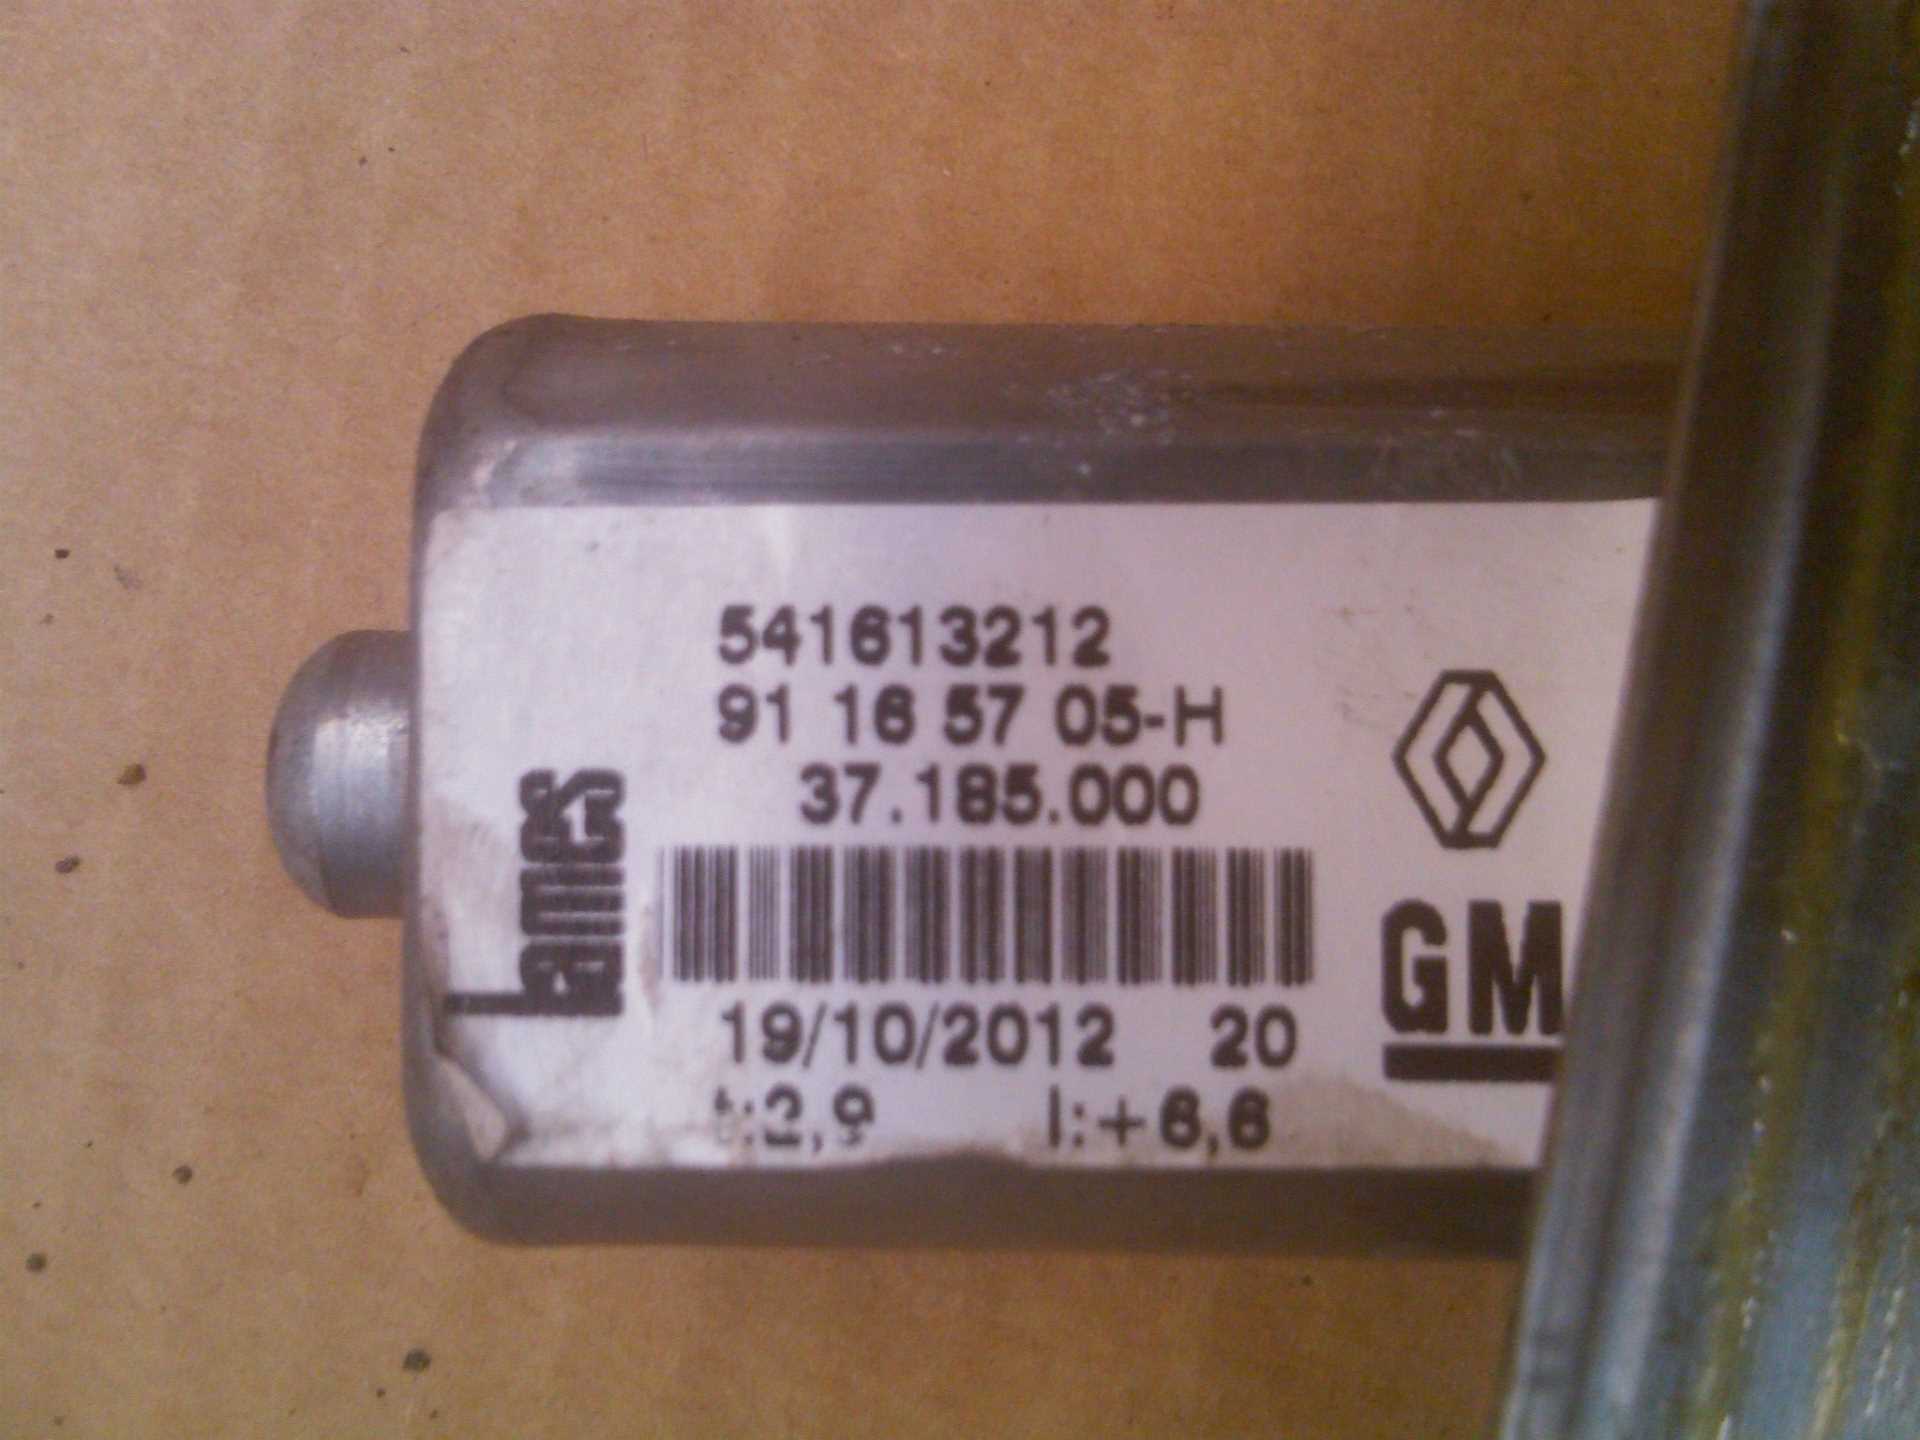 541613212
91 16 57 05-H
37.185.000
19/10/2012 20
t:2,9 I:+6,6
lames
GM